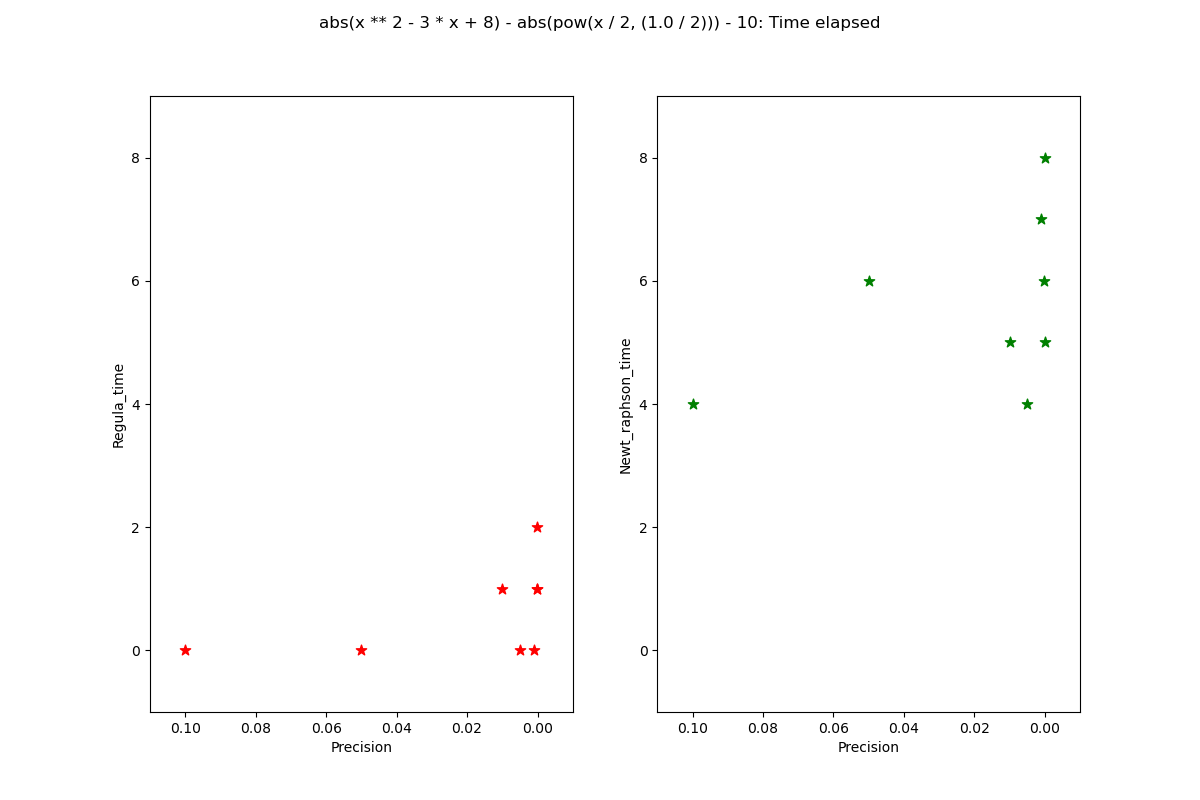 abs(x ** 2 - 3 * x + 8) - abs(pow(x / 2, (1.0 / 2))) - 10: Time elapsed
Regula_time
8
6
4
2
0
0.10 0.08 0.06 0.04 0.02 0.00
Precision
Newt_raphson_time
8
6
4
2
0
0.10 0.08 0.06 0.04 0.02 0.00
Precision